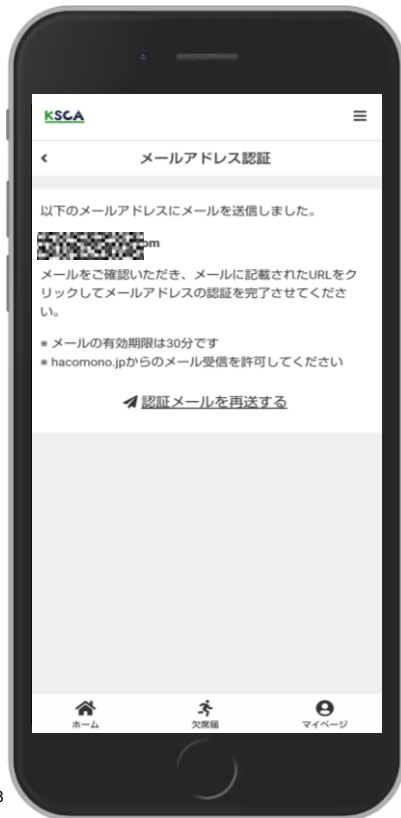 KSCA
メールアドレス認証
以下のメールアドレスにメールを送信しました。
om
メールをご確認いただき、メールに記載されたURLをク
リックしてメールアドレスの認証を完了させてくださ
い。
※ メールの有効期限は30分です
※ hacomono.jpからのメール受信を許可してください
認証メールを再送する
ホーム
欠席届
マイページ
3